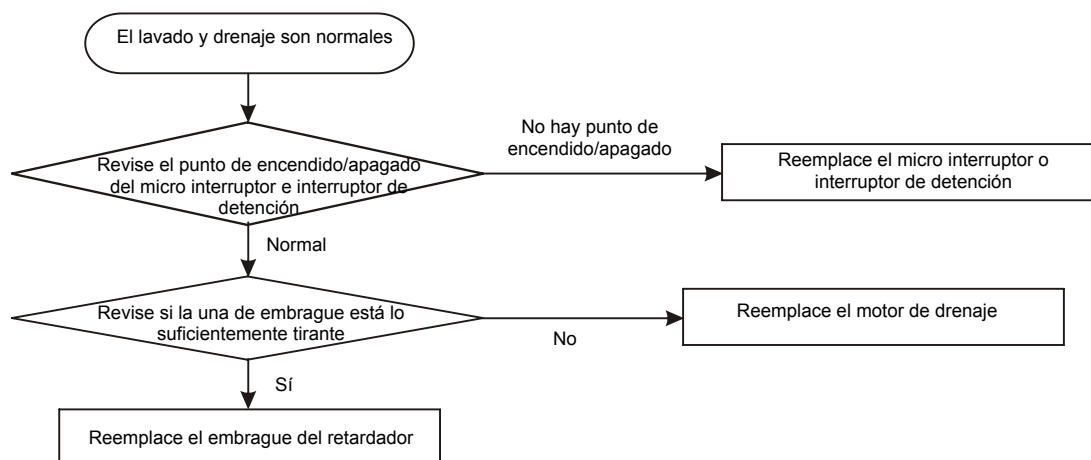 El lavado y drenaje son normales
No hay punto de
encendido/apagado
Revise el punto de encendido/apagado
del micro interruptor e interruptor de
detención
Reemplace el micro interruptor o
interruptor de detención
Normal
Revise si la una de embrague está lo
suficientemente tirante
No
Reemplace el motor de drenaje
Sí
Reemplace el embrague del retardador